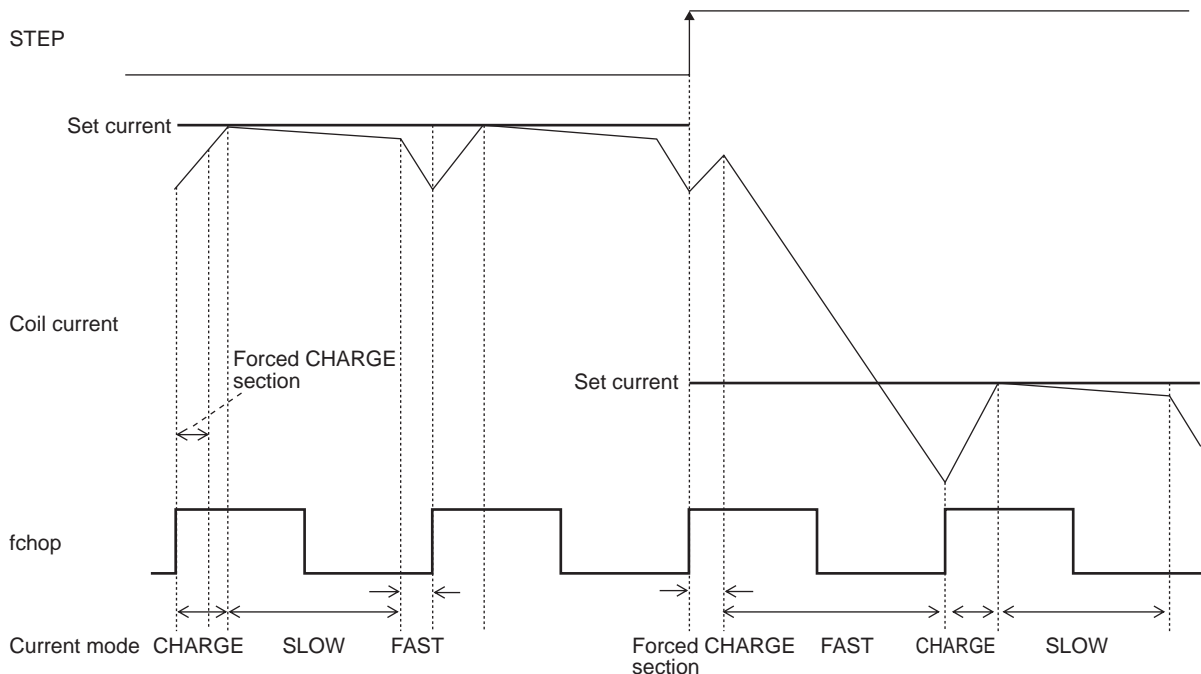 STEP
Set current
Coil current
Forced CHARGE
section
Set current
fchop
Current mode CHARGE SLOW FAST Forced CHARGE FAST CHARGE SLOW
section